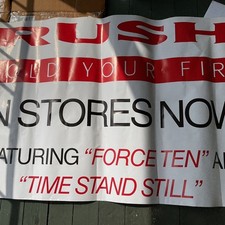 RUSH
OLD YOUR FIR
N STORES NOW
ATURING "FORCE TEN" A
"TIME STAND STILL"